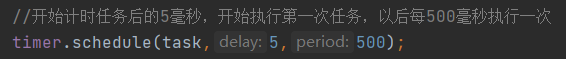 //开始计时任务后的5毫秒，开始执行第一次任务，以后每500毫秒执行一次
timer.schedule(task, delay: 5, period: 500);